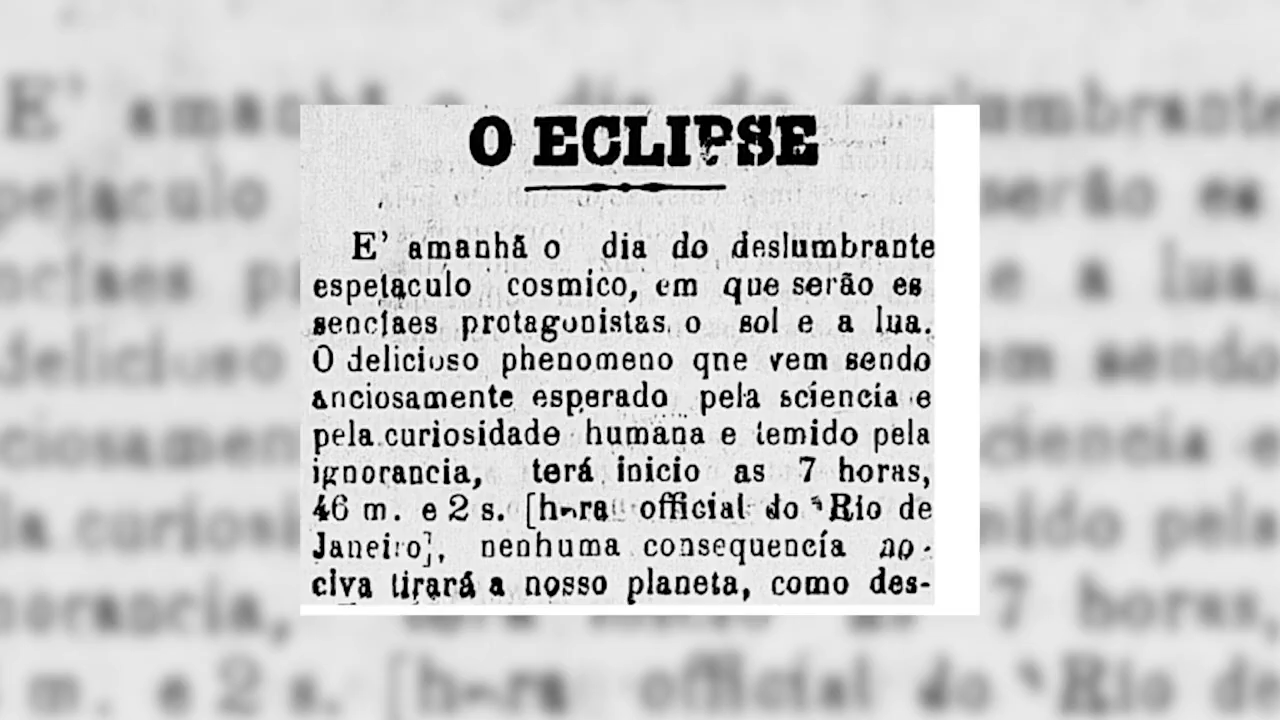 O ECLIPSE
E' amanhã o dia do deslumbrante
espetaculo cosmico, em que serão es
senciaes protagonistas o sol e a lua.
O delicioso phenomeno qne vem sendo
anciosamente esperado pela sciencia e
pela curiosidade humana e temido pela
ignorancia, terá inicio as 7 horas,
46 m. e 2 s. [hora official do Rio de
Janeiro], nenhuma consequencia no-
civa tirará a nosso planeta, como des-